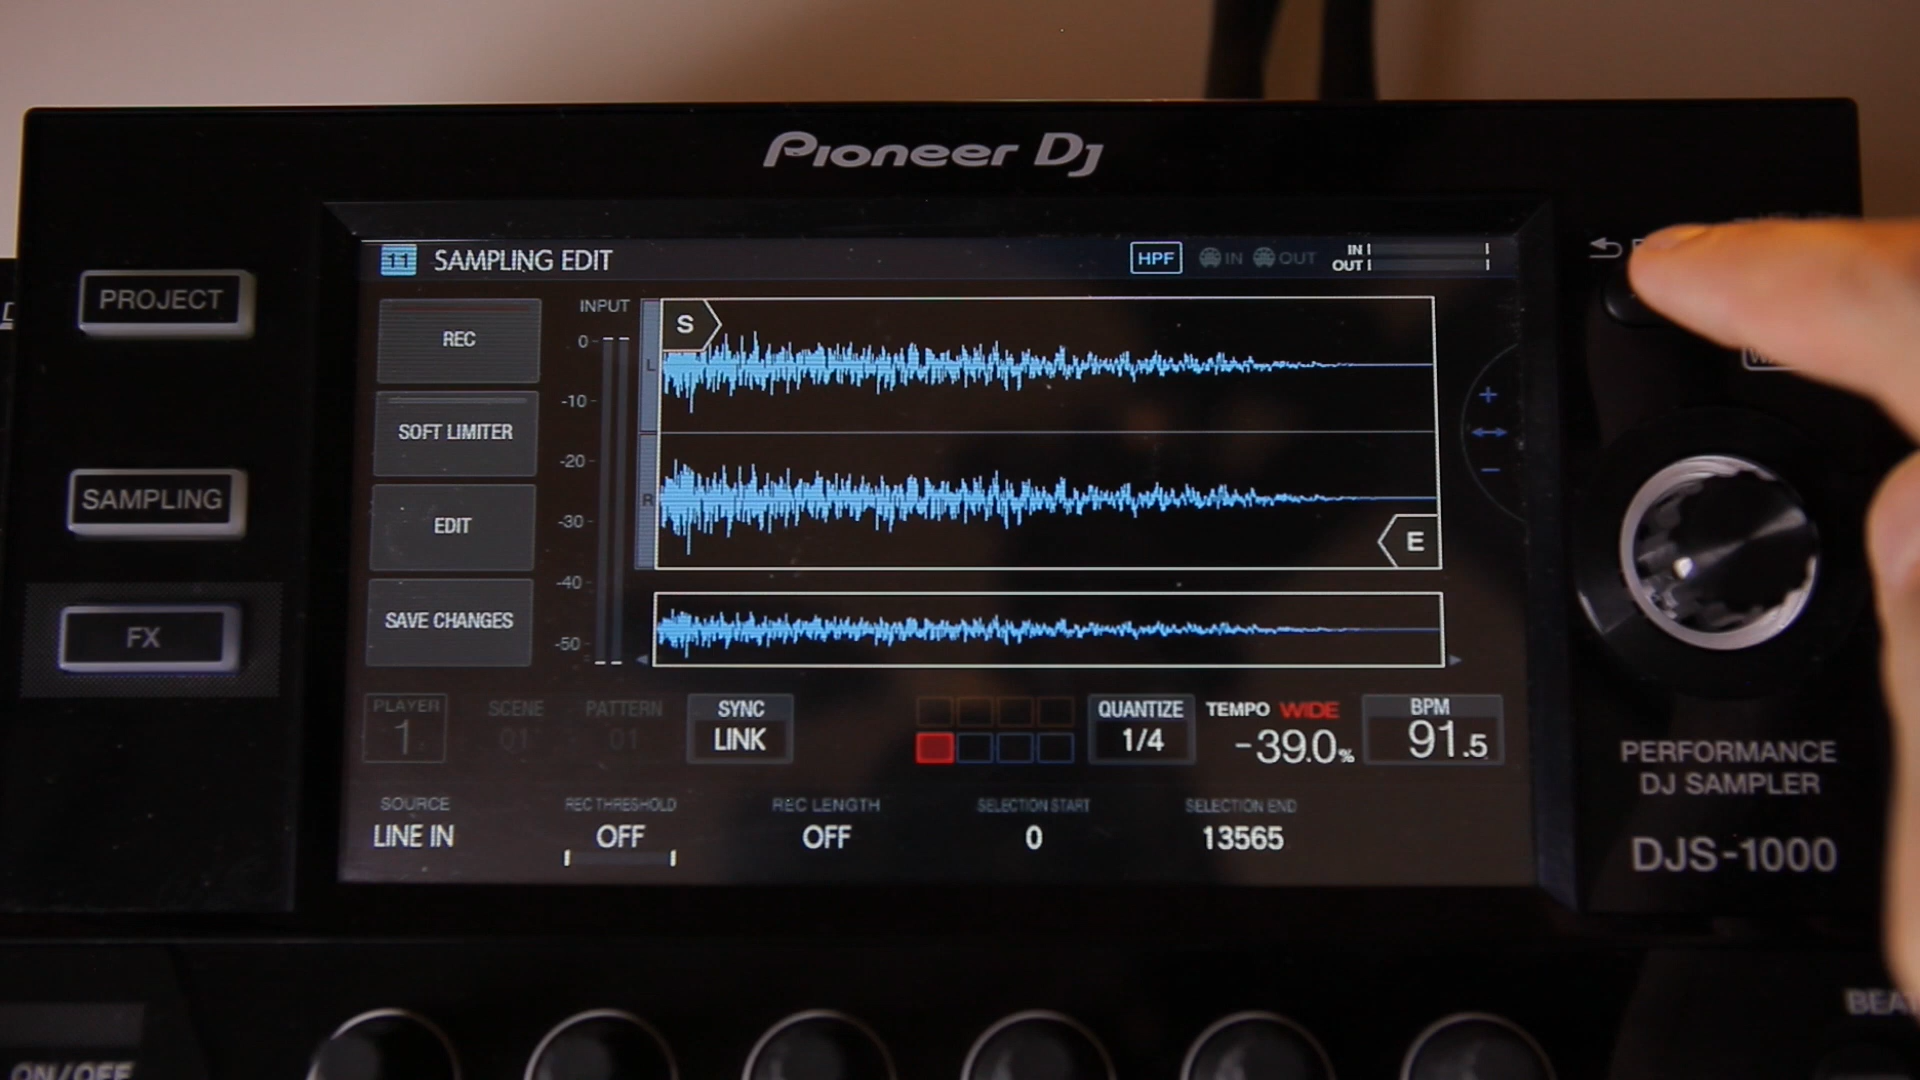 Pioneer Dj
11 SAMPLING EDIT
HPF IN OUT
IN
OUT
PROJECT
SAMPLING
FX
REC
SOFT LIMITER
EDIT
SAVE CHANGES
INPUT
0
-10
-20
-30
-40
-50
S
L
R
E
+
−
PLAYER
1
SCENE
01
PATTERN
01
SYNC
LINK
QUANTIZE
1/4
TEMPO WIDE
-39.0%
BPM
91.5
SOURCE
LINE IN
REC THRESHOLD
OFF
REC LENGTH
OFF
SELECTION START
0
SELECTION END
13565
PERFORMANCE
DJ SAMPLER
DJS-1000
ON/OFF